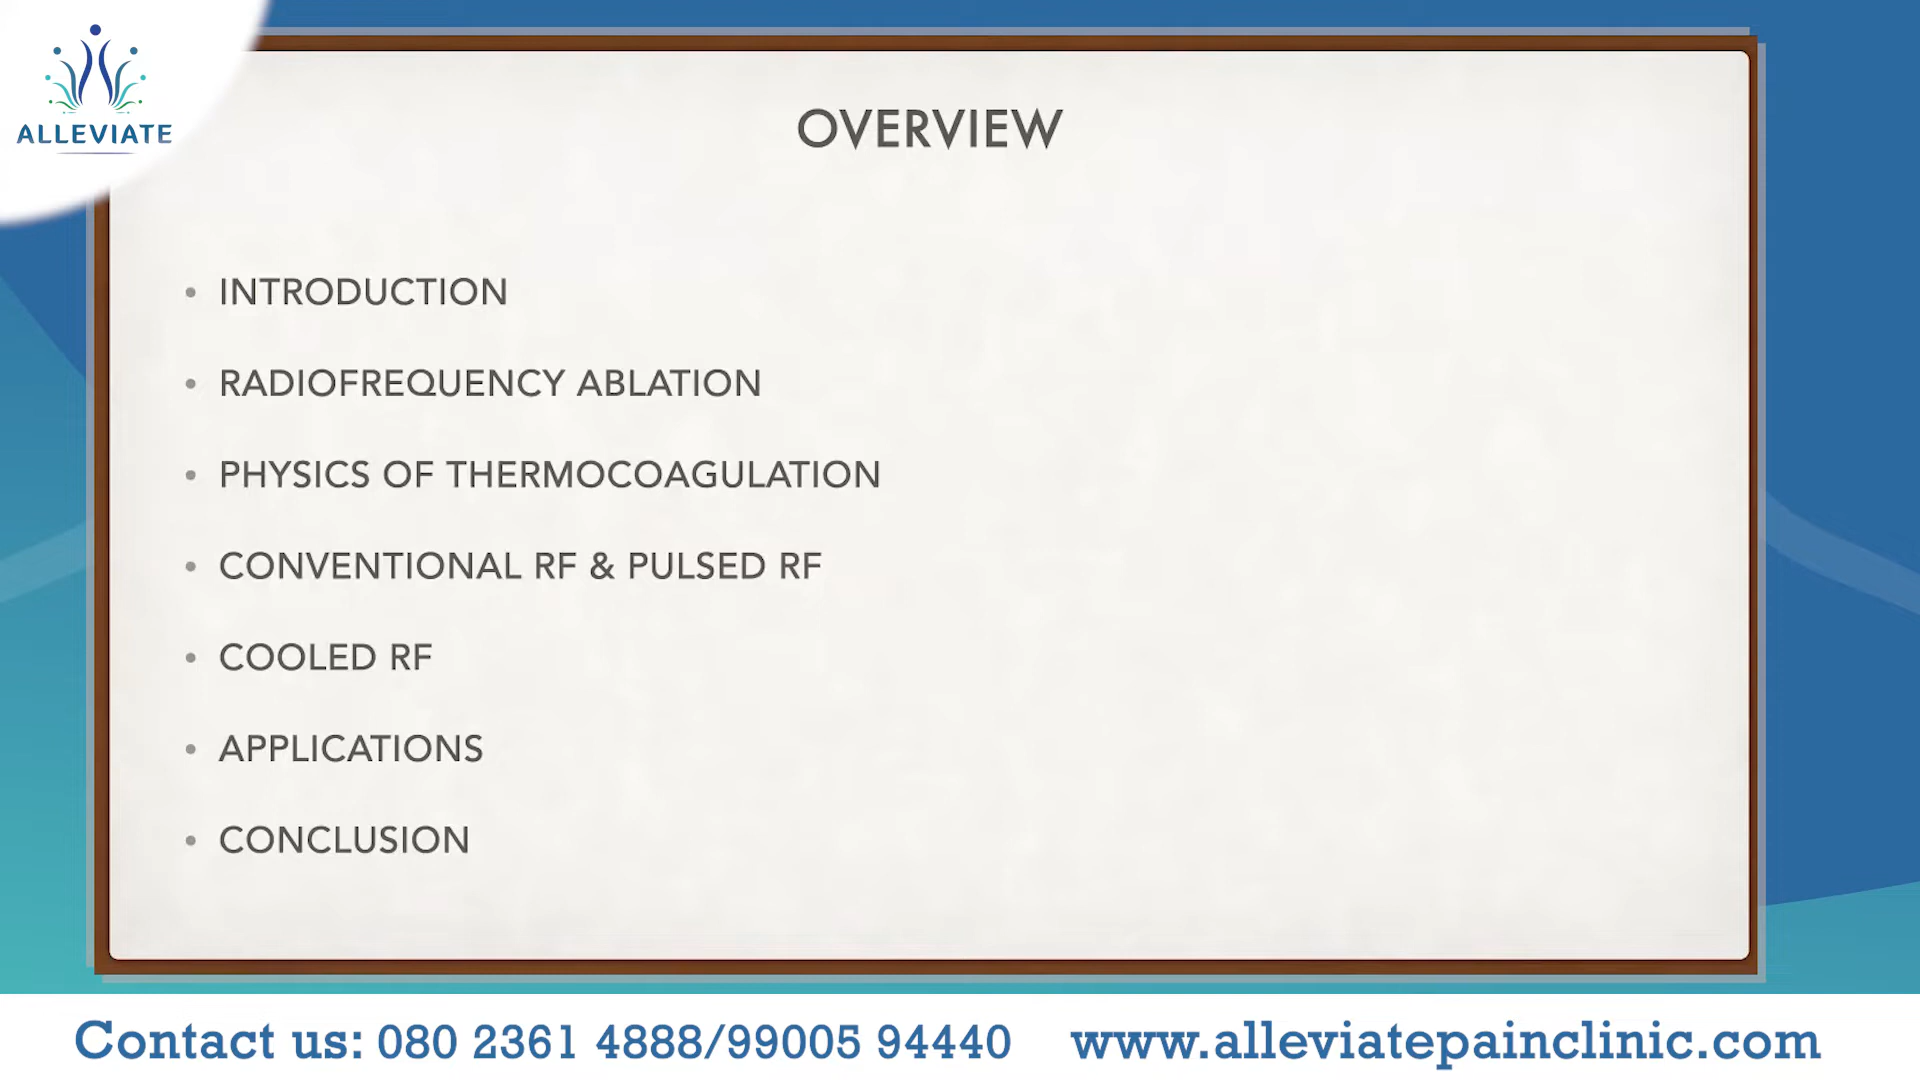 ALLEVIATE
OVERVIEW
• INTRODUCTION
• RADIOFREQUENCY ABLATION
• PHYSICS OF THERMOCOAGULATION
• CONVENTIONAL RF & PULSED RF
• COOLED RF
• APPLICATIONS
• CONCLUSION
Contact us: 080 2361 4888/99005 94440 www.alleviatepainclinic.com